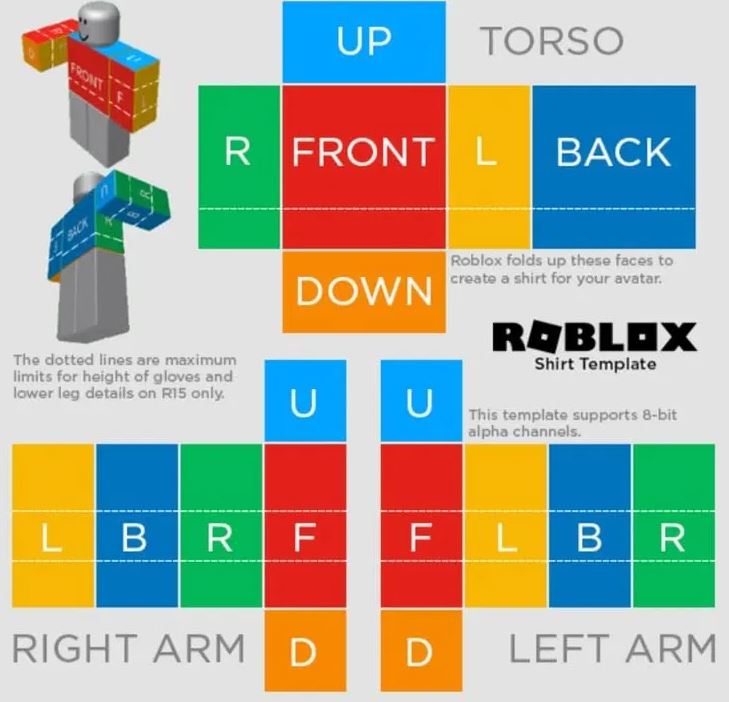 UP
TORSO
R
FRONT
L
BACK
FRONT
F
BACK
R
U
Roblox folds up these faces to
create a shirt for your avatar.
DOWN
ROBLOX
Shirt Template
The dotted lines are maximum
limits for height of gloves and
lower leg details on R15 only.
U
U
This template supports 8-bit
alpha channels.
L
B
R
F
F
L
B
R
RIGHT ARM
D
D
LEFT ARM